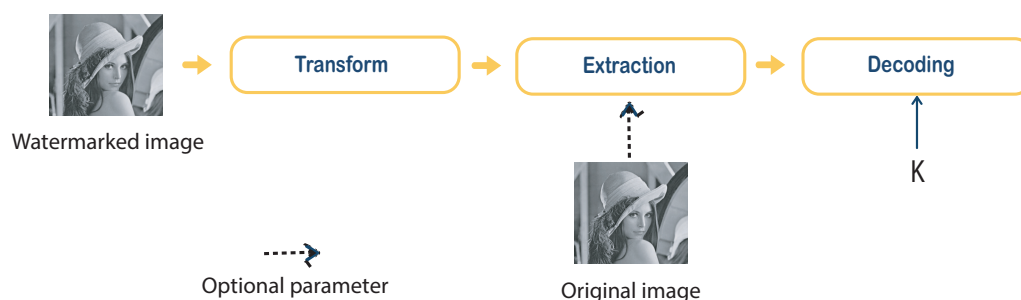 Transform
Extraction
Decoding
Watermarked image
K
Optional parameter
Original image